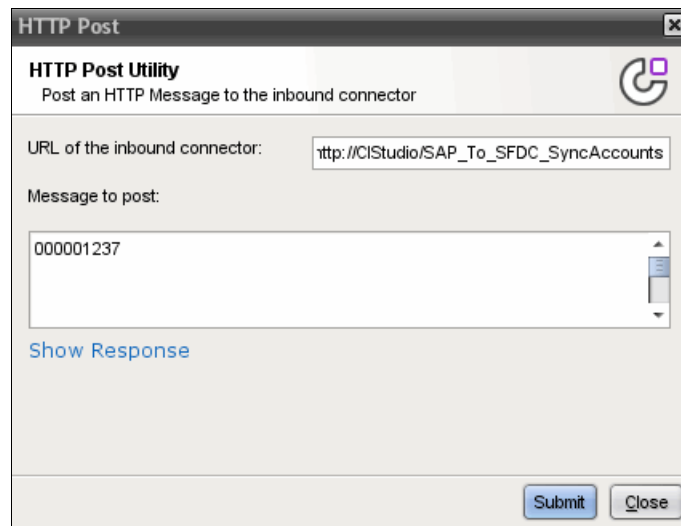 HTTP Post
HTTP Post Utility
Post an HTTP Message to the inbound connector
URL of the inbound connector:
ttp://CIStudio/SAP_To_SFDC_SyncAccounts
Message to post:
000001237
Show Response
Submit
Close